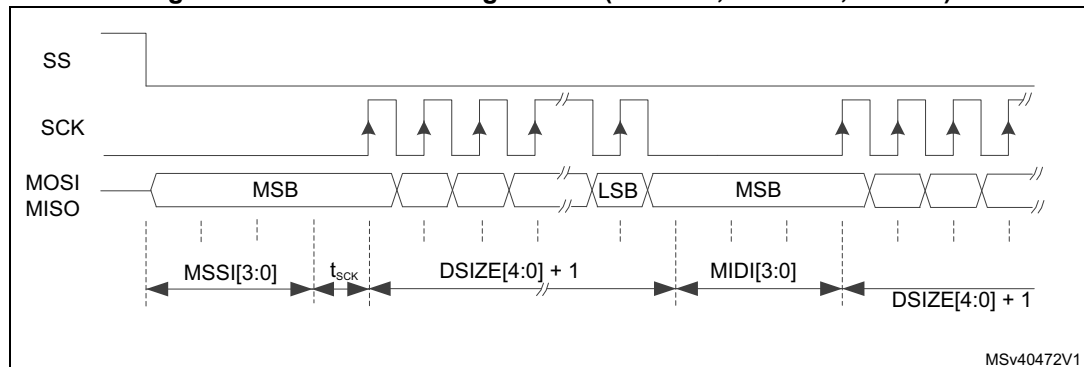 SS
SCK
MOSI
MISO
MSB
LSB
MSB
MSSI[3:0]
tSCK
DSIZE[4:0] + 1
MIDI[3:0]
DSIZE[4:0] + 1
MSv40472V1